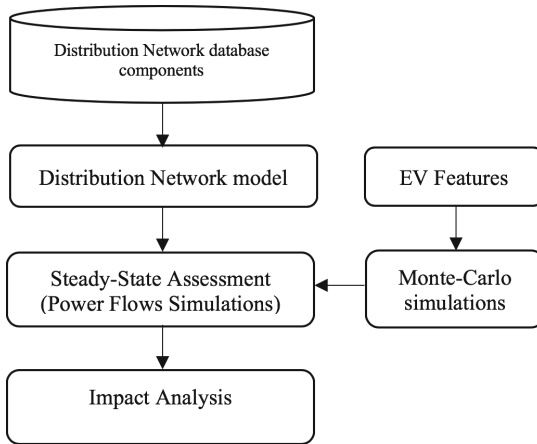 Distribution Network database
components
Distribution Network model
EV Features
Steady-State Assessment
(Power Flows Simulations)
Monte-Carlo
simulations
Impact Analysis